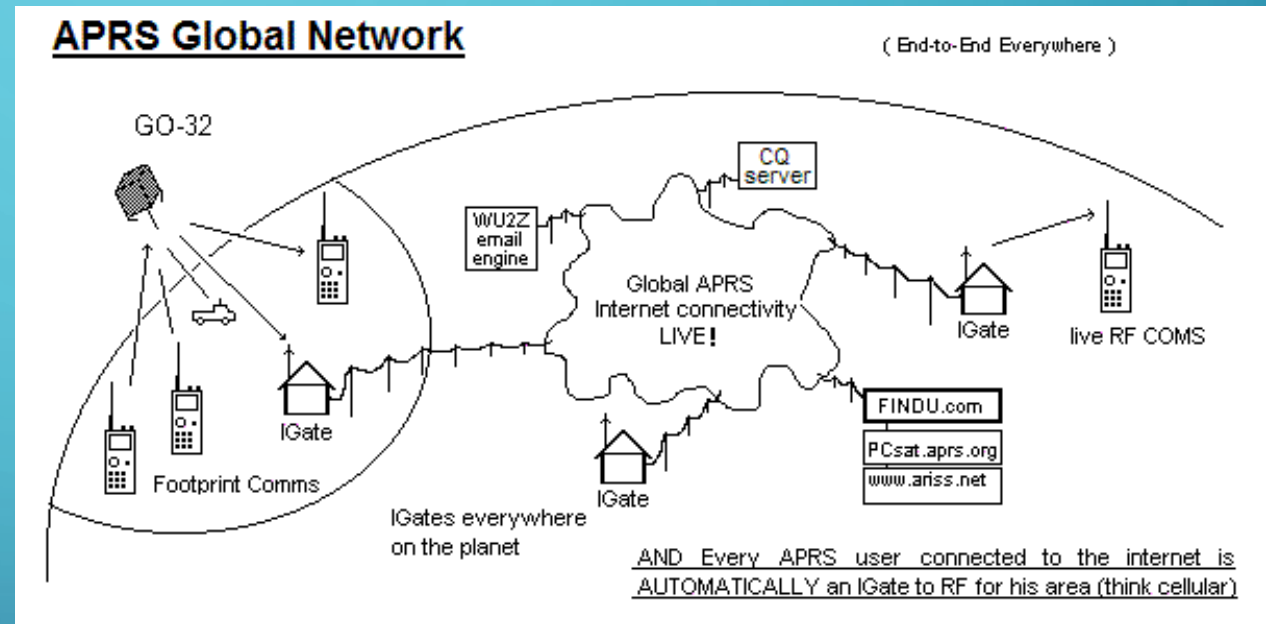 APRS Global Network
( End-to-End Everywhere )
GO-32
CQ
server
WU2Z
email
engine
Global APRS
Internet connectivity
LIVE!
IGate
live RF COMS
IGate
Footprint Comms
FINDU.com
PCsat.aprs.org
www.ariss.net
IGate
IGates everywhere
on the planet
AND Every APRS user connected to the internet is
AUTOMATICALLY an IGate to RF for his area (think cellular)